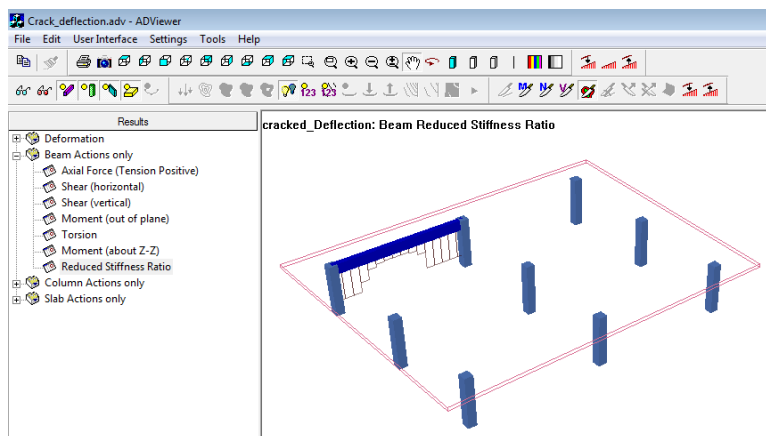 Crack_deflection.adv - ADViewer
File Edit User Interface Settings Tools Help
Results
cracked_Deflection: Beam Reduced Stiffness Ratio
Deformation
Beam Actions only
Axial Force (Tension Positive)
Shear (horizontal)
Shear (vertical)
Moment (out of plane)
Torsion
Moment (about Z-Z)
Reduced Stiffness Ratio
Column Actions only
Slab Actions only